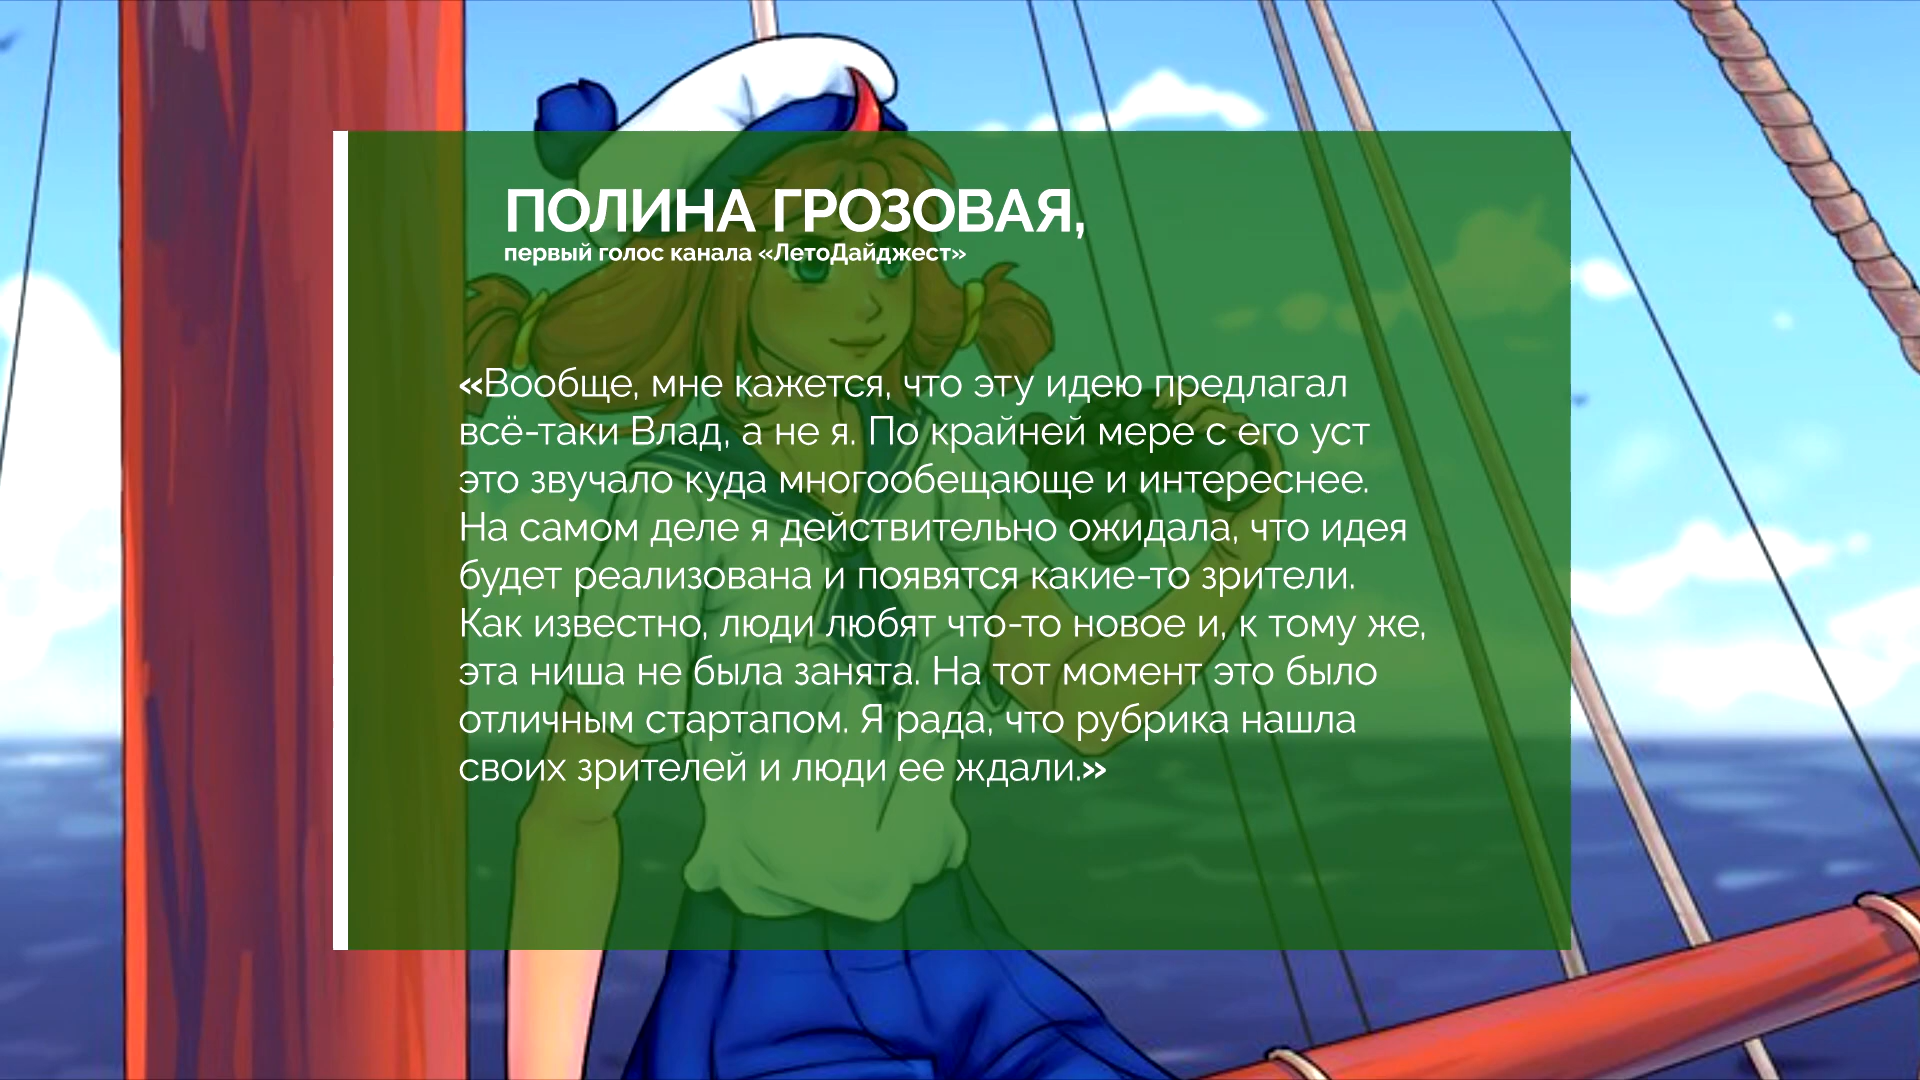 ПОЛИНА ГРОЗОВАЯ,
первый голос канала «ЛетоДайджест»
«Вообще, мне кажется, что эту идею предлагал
всё-таки Влад, а не я. По крайней мере с его уст
это звучало куда многообещающе и интереснее.
На самом деле я действительно ожидала, что идея
будет реализована и появятся какие-то зрители.
Как известно, люди любят что-то новое и, к тому же,
эта ниша не была занята. На тот момент это было
отличным стартапом. Я рада, что рубрика нашла
своих зрителей и люди ее ждали.»